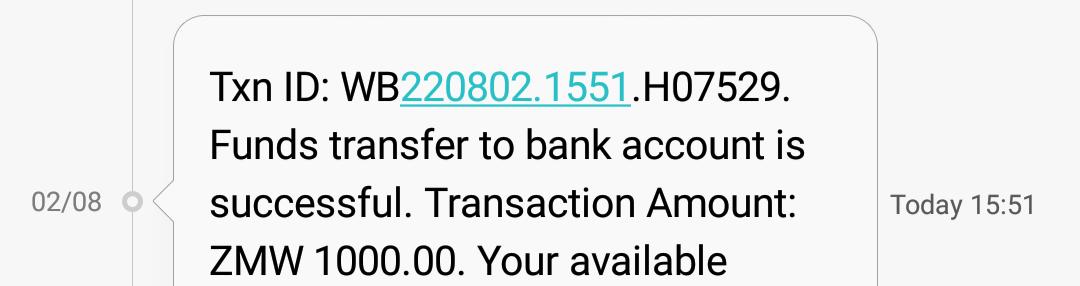 Txn ID: WB220802.1551.H07529.
Funds transfer to bank account is
successful. Transaction Amount:
ZMW 1000.00. Your available
02/08
Today 15:51